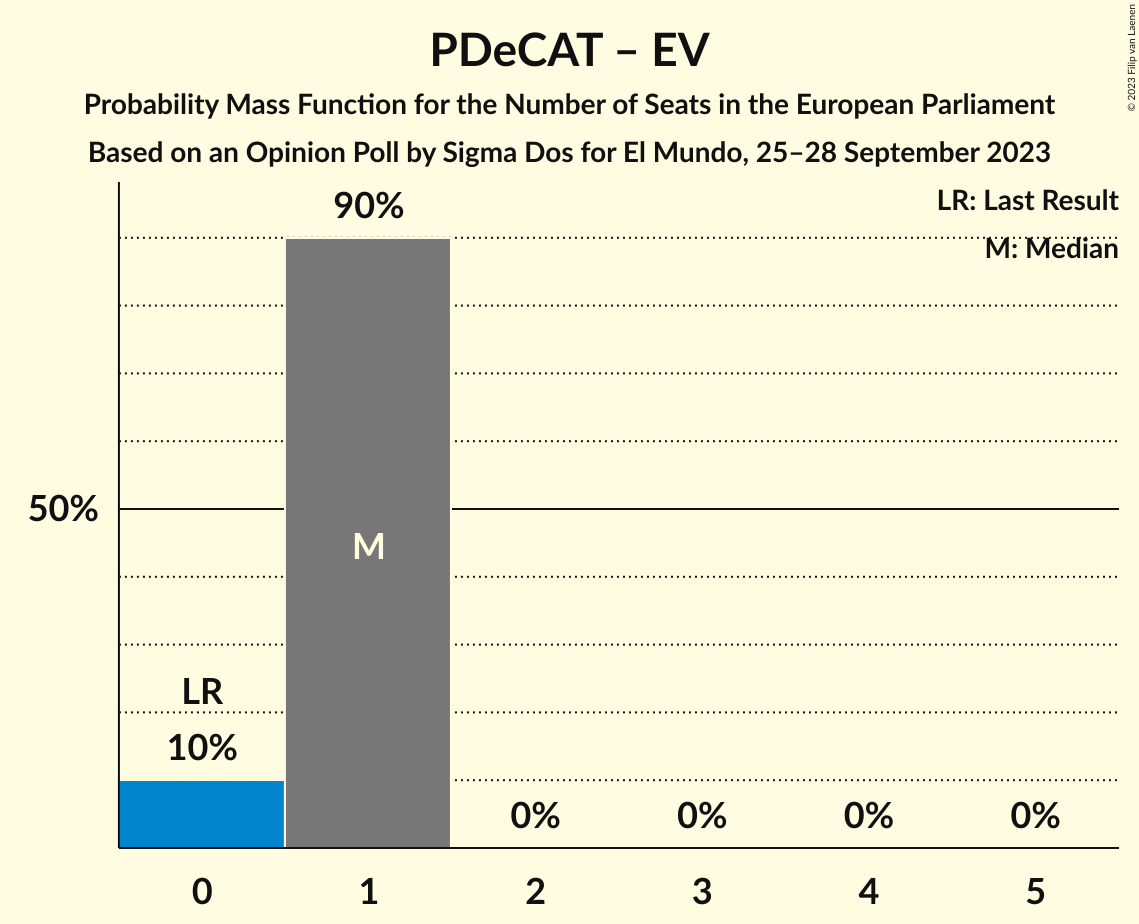 PDeCAT – EV
Probability Mass Function for the Number of Seats in the European Parliament
Based on an Opinion Poll by Sigma Dos for El Mundo, 25–28 September 2023
© 2023 Filip van Laenen
LR: Last Result
M: Median
90%
50%
M
LR
10%
0%
0%
0%
0%
0
1
2
3
4
5